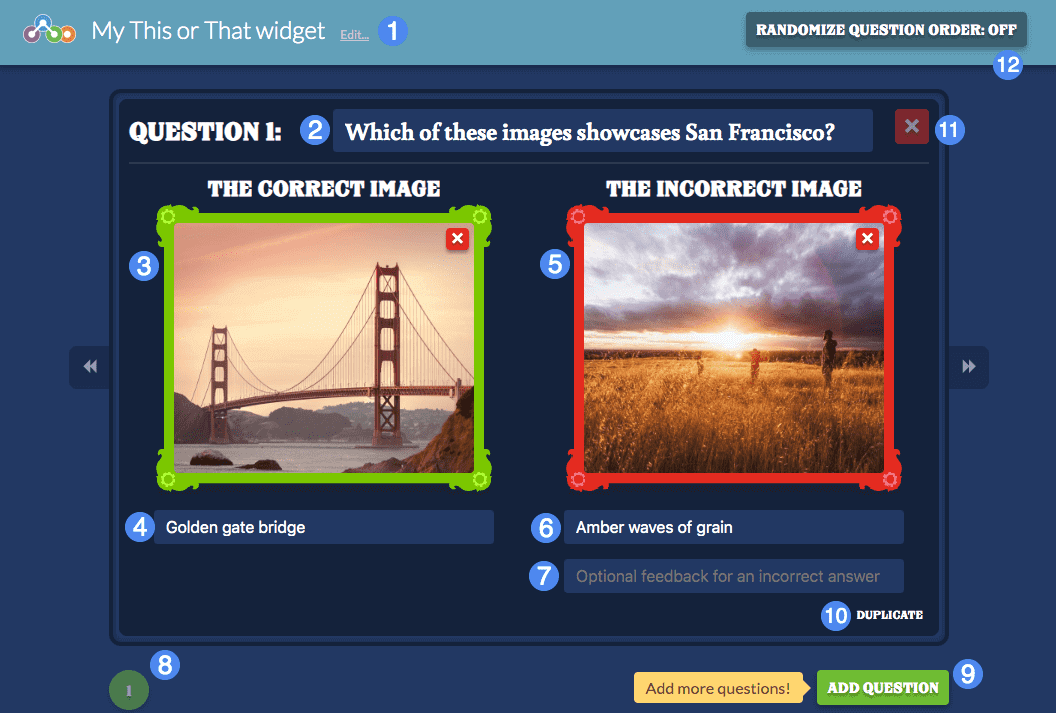 My This or That widget Edit... 1
RANDOMIZE QUESTION ORDER: OFF
12
QUESTION 1: 2 Which of these images showcases San Francisco? 11
THE CORRECT IMAGE
THE INCORRECT IMAGE
3
5
4 Golden gate bridge
6 Amber waves of grain
7 Optional feedback for an incorrect answer
10 DUPLICATE
8
1
Add more questions! ADD QUESTION 9